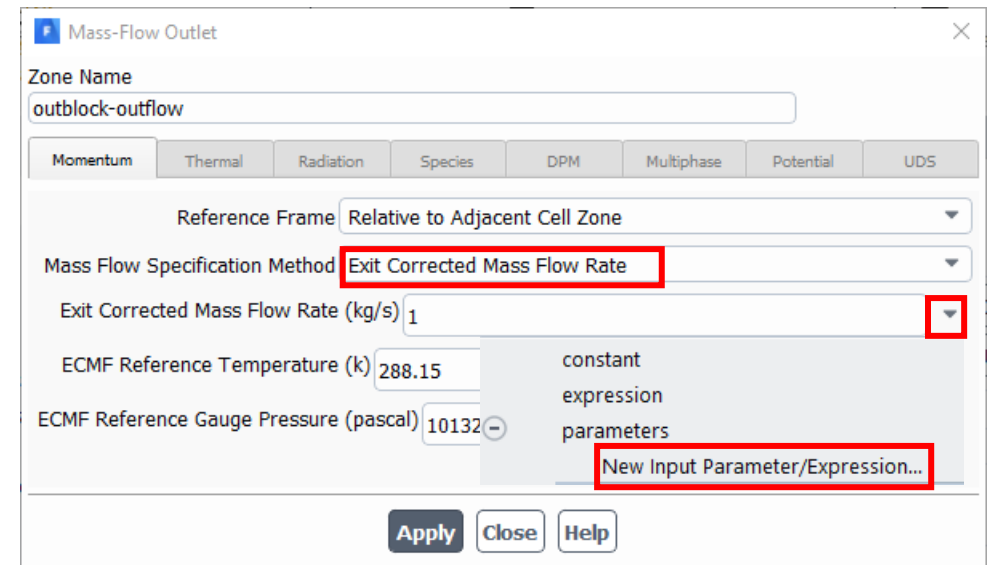 Mass-Flow Outlet
Zone Name
outblock-outflow
Momentum Thermal Radiation Species DPM Multiphase Potential UDS
Reference Frame Relative to Adjacent Cell Zone
Mass Flow Specification Method Exit Corrected Mass Flow Rate
Exit Corrected Mass Flow Rate (kg/s) 1
constant
ECMF Reference Temperature (k) 288.15
expression
ECMF Reference Gauge Pressure (pascal) 10132
parameters
New Input Parameter/Expression...
Apply Close Help